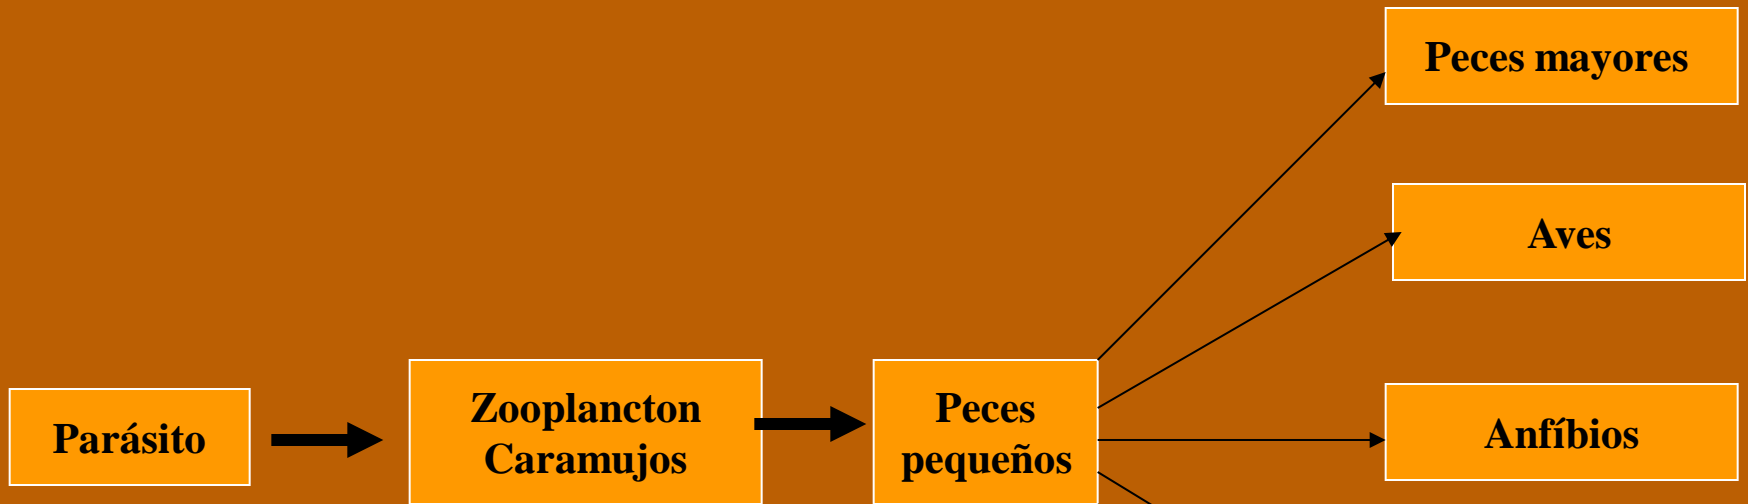 Peces mayores
Aves
Parásito
Zooplancton
Caramujos
Peces
pequeños
Anfíbios